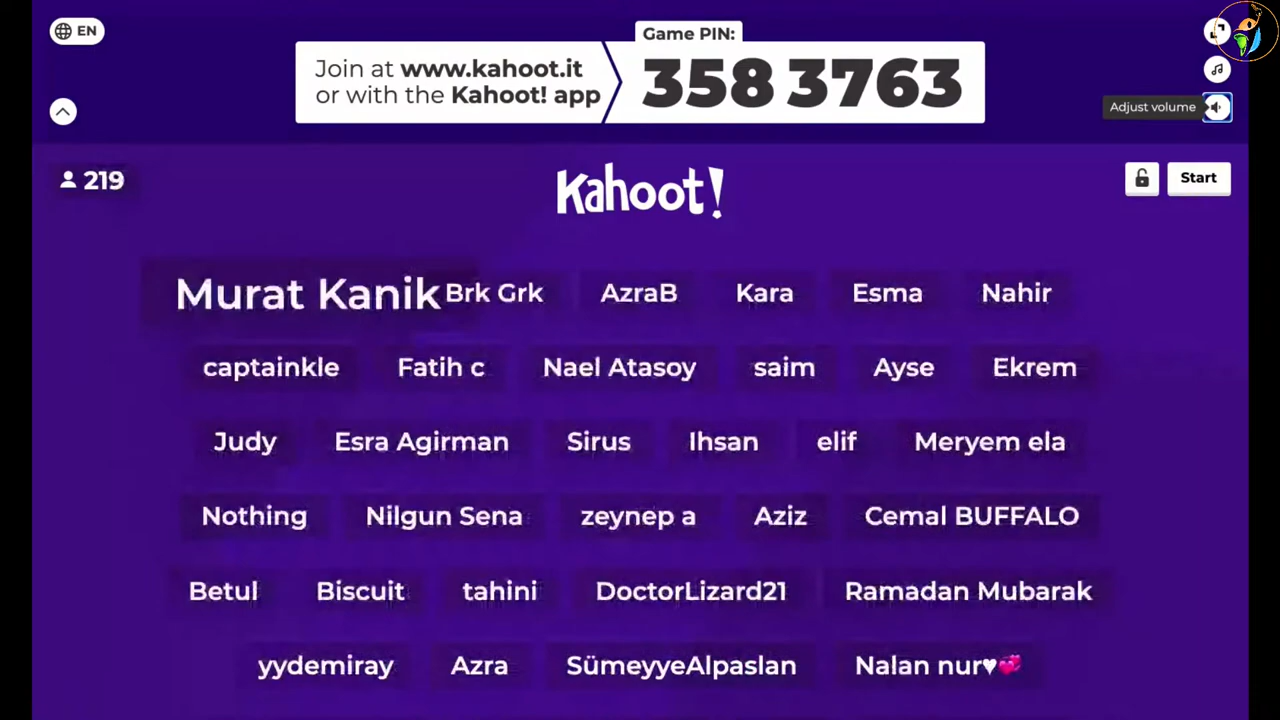 EN
Game PIN:
Join at www.kahoot.it
or with the Kahoot! app
358 3763
Adjust volume
219
Kahoot!
Start
Murat Kanik Brk Grk AzraB Kara Esma Nahir
captainkle Fatih c Nael Atasoy saim Ayse Ekrem
Judy Esra Agirman Sirus Ihsan elif Meryem ela
Nothing Nilgun Sena zeynep a Aziz Cemal BUFFALO
Betul Biscuit tahini DoctorLizard21 Ramadan Mubarak
yydemiray Azra SümeyyeAlpaslan Nalan nur♥💞